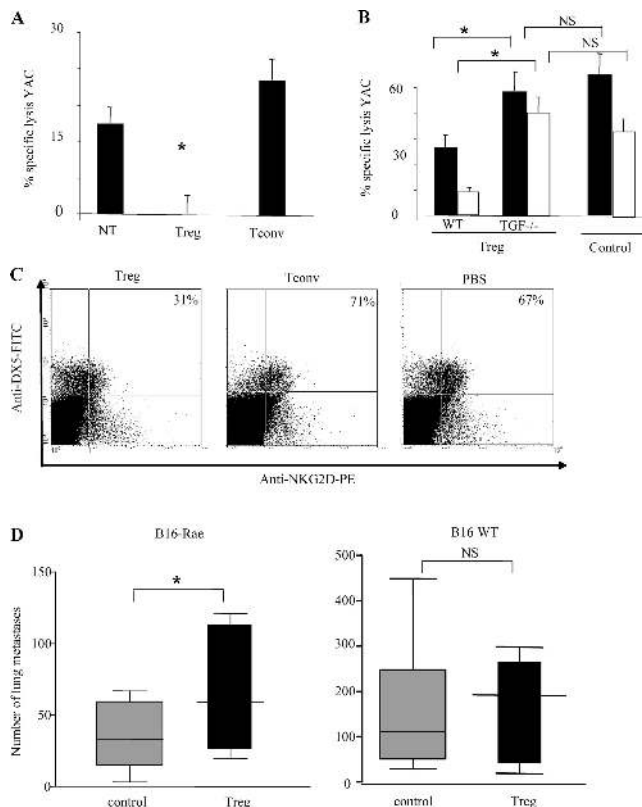 A
30
15
0
% specific lysis YAC
*
NT Treg Tconv
B
NS
*
NS
*
60
30
0
% specific lysis YAC
WT TGF-/-
Treg Control
C
Treg Tconv PBS
31% 71% 67%
Anti-DX5-FITC
Anti-NKG2D-PE
D
B16-Rae B16 WT
150
100
50
0
Number of lung metastases
*
control Treg
500
400
300
200
100
0
NS
control Treg